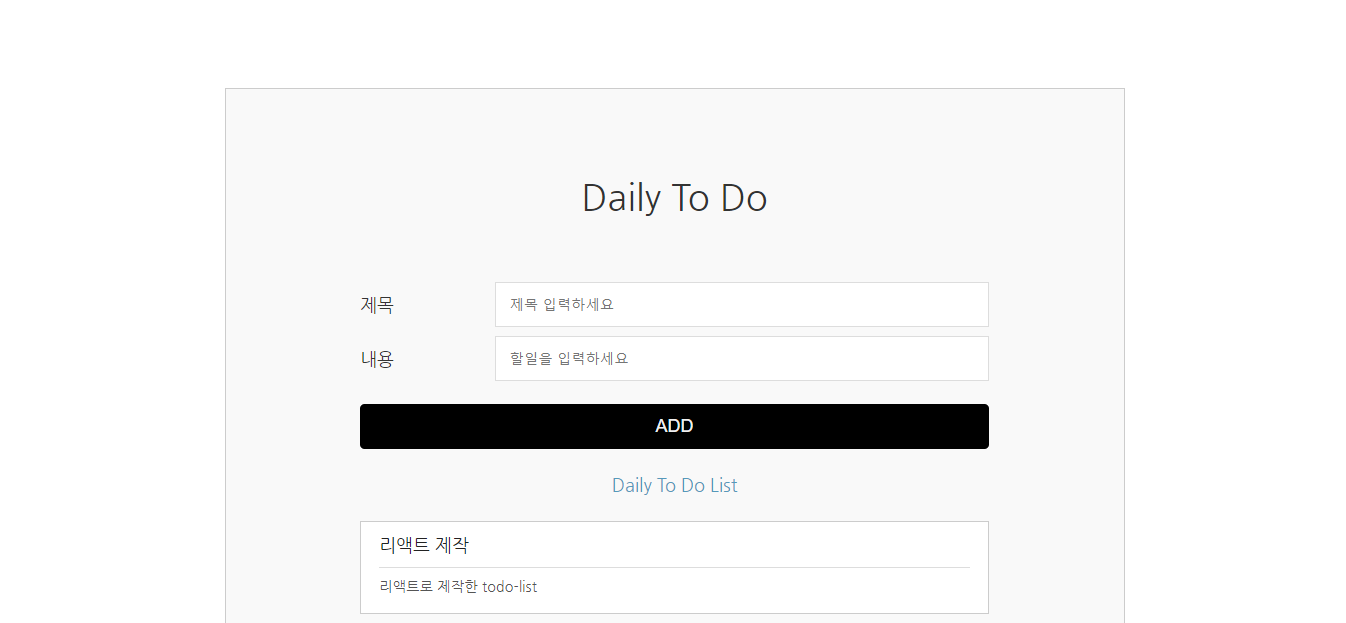 Daily To Do
제목
제목 입력하세요
내용
할일을 입력하세요
ADD
Daily To Do List
리액트 제작
리액트로 제작한 todo-list